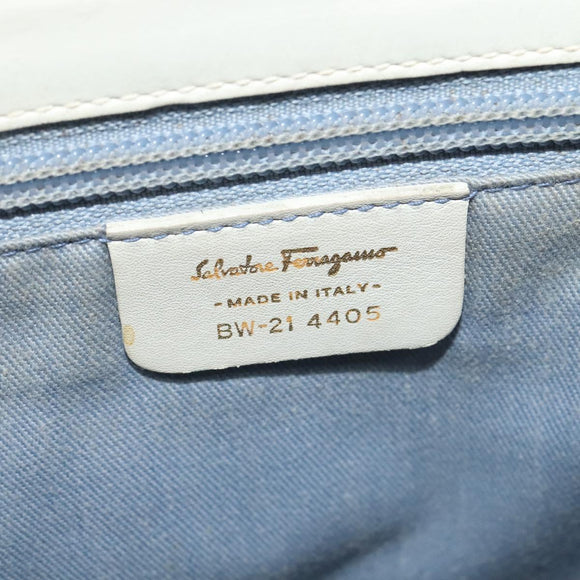 Salvatore Ferragamo
- MADE IN ITALY -
BW-21 4405